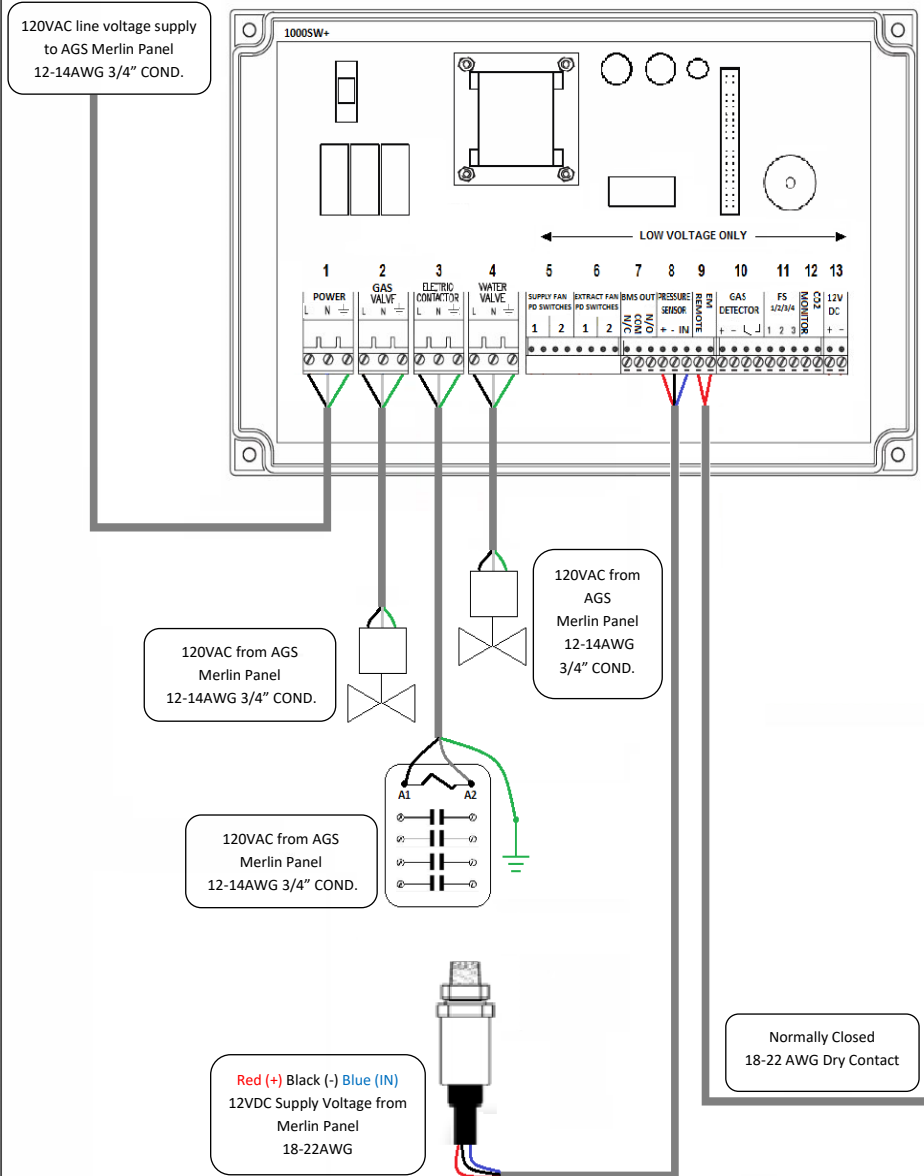 120VAC line voltage supply
to AGS Merlin Panel
12-14AWG 3/4” COND.
1000SW+
LOW VOLTAGE ONLY
1 2 3 4 5 6 7 8 9 10 11 12 13
POWER
L N
GAS
VALVE
L N
ELETRIC
CONTACTOR
L N
WATER
VALVE
L N
SUPPLY FAN
PD SWITCHES
1 2
EXTRACT FAN
PD SWITCHES
1 2
BMS OUT
N/C
COM
N/O
PRESSURE
SENSOR
+ - IN
EM
REMOTE
GAS
DETECTOR
+ −
FS
1/2/3/4
1 2 3
CO2
MONITOR
12V
DC
+ −
120VAC from
AGS
Merlin Panel
12-14AWG
3/4” COND.
120VAC from AGS
Merlin Panel
12-14AWG 3/4” COND.
A1 A2
120VAC from AGS
Merlin Panel
12-14AWG 3/4” COND.
Normally Closed
18-22 AWG Dry Contact
Red (+) Black (-) Blue (IN)
12VDC Supply Voltage from
Merlin Panel
18-22AWG